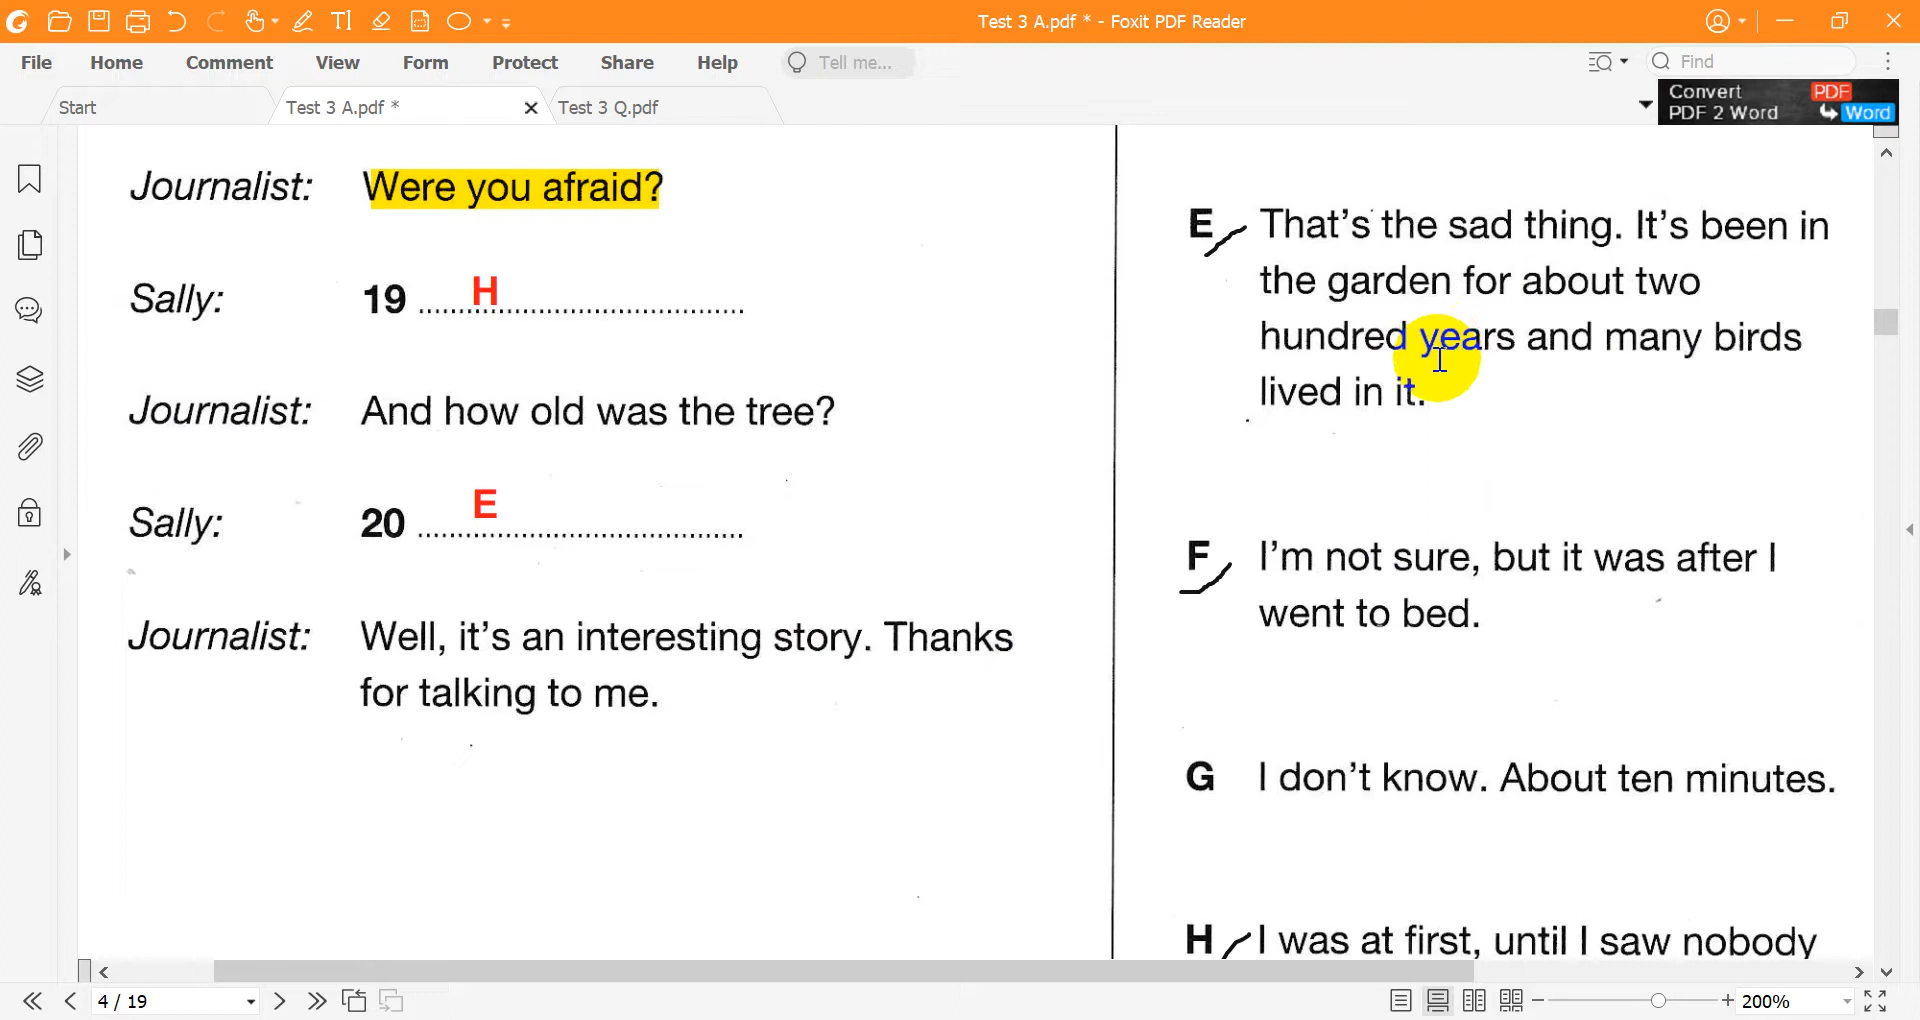 Test 3 A.pdf * - Foxit PDF Reader
File Home Comment View Form Protect Share Help Tell me... Find
Start Test 3 A.pdf * Test 3 Q.pdf
Convert PDF
PDF 2 Word Word
Journalist: Were you afraid?
Sally: 19 ........H........................
Journalist: And how old was the tree?
Sally: 20 ........E........................
Journalist: Well, it's an interesting story. Thanks
for talking to me.
E That's the sad thing. It's been in
the garden for about two
hundred years and many birds
lived in it.
F I'm not sure, but it was after I
went to bed.
G I don't know. About ten minutes.
H I was at first, until I saw nobody
4 / 19 200%